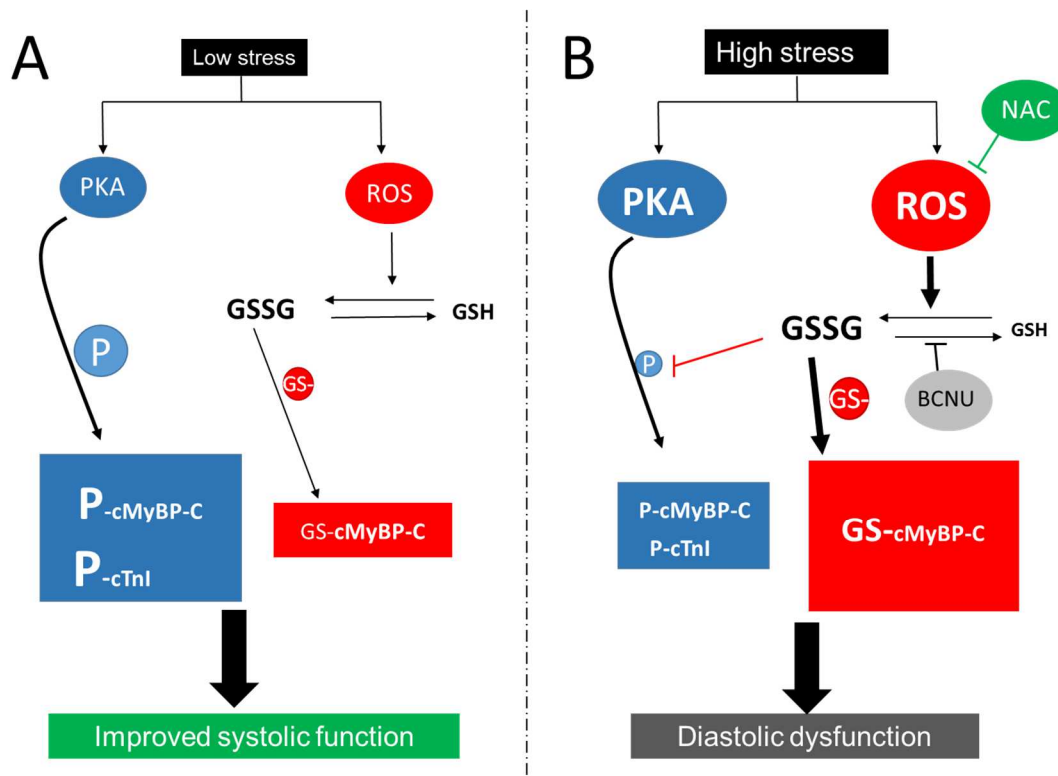 A
Low stress
PKA
ROS
GSSG
GSH
P
GS-
P-cMyBP-C
P-cTnI
GS-cMyBP-C
Improved systolic function
B
High stress
NAC
PKA
ROS
GSSG
GSH
P
GS-
BCNU
P-cMyBP-C
P-cTnI
GS-cMyBP-C
Diastolic dysfunction